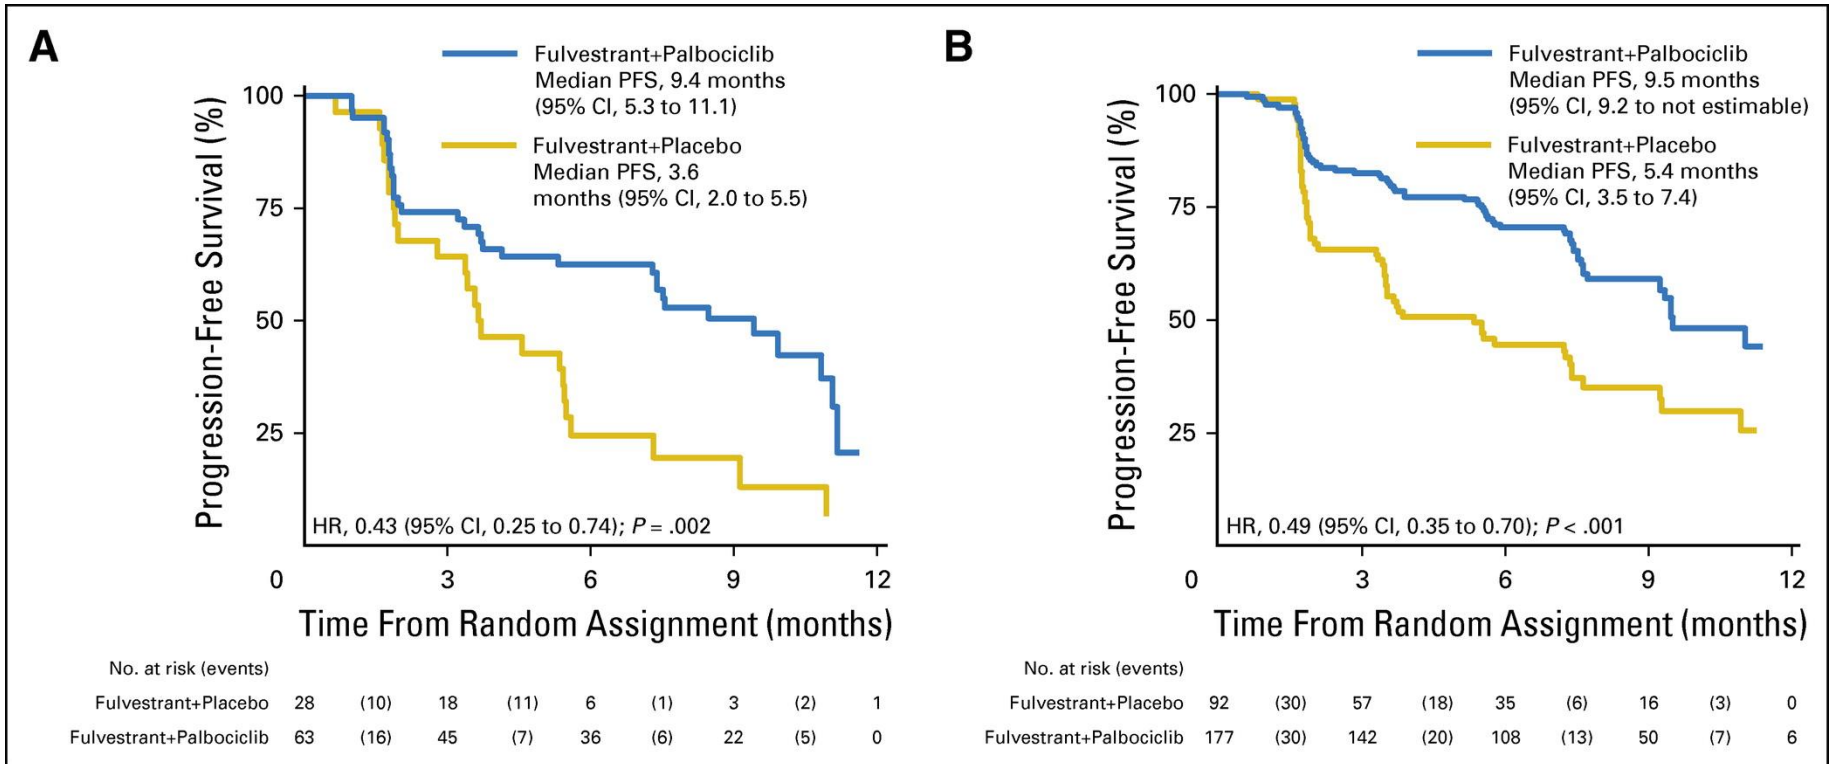 A
Fulvestrant+Palbociclib
Median PFS, 9.4 months
(95% CI, 5.3 to 11.1)
Fulvestrant+Placebo
Median PFS, 3.6
months (95% CI, 2.0 to 5.5)
Progression-Free Survival (%)
100
75
50
25
HR, 0.43 (95% CI, 0.25 to 0.74); P = .002
0 3 6 9 12
Time From Random Assignment (months)
No. at risk (events)
Fulvestrant+Placebo 28 (10) 18 (11) 6 (1) 3 (2) 1
Fulvestrant+Palbociclib 63 (16) 45 (7) 36 (6) 22 (5) 0
B
Fulvestrant+Palbociclib
Median PFS, 9.5 months
(95% CI, 9.2 to not estimable)
Fulvestrant+Placebo
Median PFS, 5.4 months
(95% CI, 3.5 to 7.4)
Progression-Free Survival (%)
100
75
50
25
HR, 0.49 (95% CI, 0.35 to 0.70); P < .001
0 3 6 9 12
Time From Random Assignment (months)
No. at risk (events)
Fulvestrant+Placebo 92 (30) 57 (18) 35 (6) 16 (3) 0
Fulvestrant+Palbociclib 177 (30) 142 (20) 108 (13) 50 (7) 6